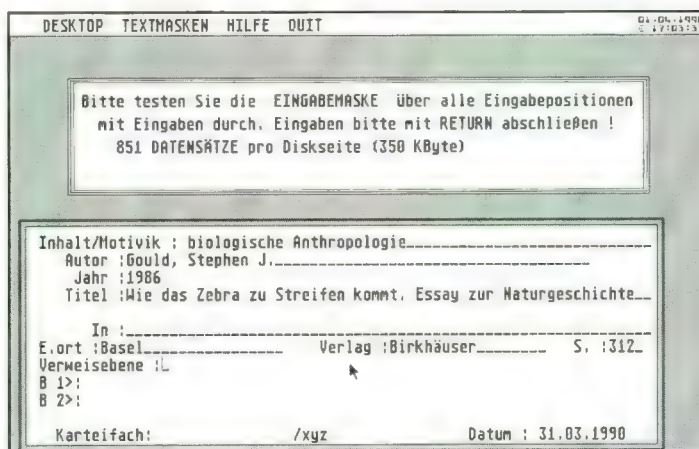 DESKTOP TEXTMASKEN HILFE QUIT
Bitte testen Sie die EINGABEMASKE über alle Eingabepositionen
mit Eingaben durch. Eingaben bitte mit RETURN abschließen !
851 DATENSÄTZE pro Diskseite (350 KByte)
Inhalt/Motivik : biologische Anthropologie
Autor :Gould, Stephen J.
Jahr :1986
Titel :Wie das Zebra zu Streifen kommt. Essay zur Naturgeschichte
In :
E.ort :Basel Verlag :Birkhäuser S. :312
Verweisebene :
B 1>:
B 2>:
Karteifach: /xyz Datum : 31.03.1990